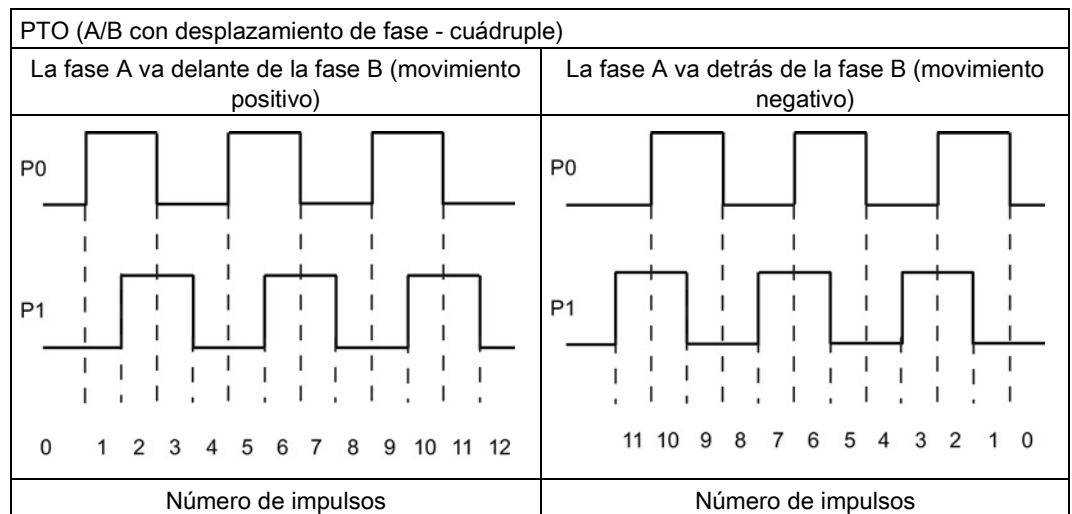 PTO (A/B con desplazamiento de fase - cuádruple)
La fase A va delante de la fase B (movimiento
positivo)
La fase A va detrás de la fase B (movimiento
negativo)
P0
P1
0 1 2 3 4 5 6 7 8 9 10 11 12
Número de impulsos
P0
P1
11 10 9 8 7 6 5 4 3 2 1 0
Número de impulsos